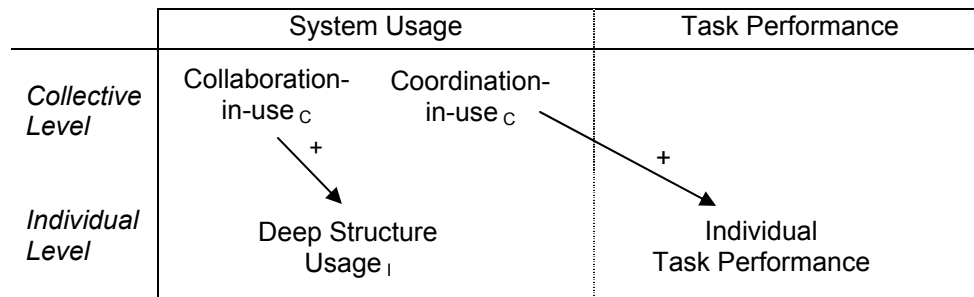 System Usage
Task Performance
Collective
Level
Collaboration-
in-use C
Coordination-
in-use C
+
+
Individual
Level
Deep Structure
Usage I
Individual
Task Performance